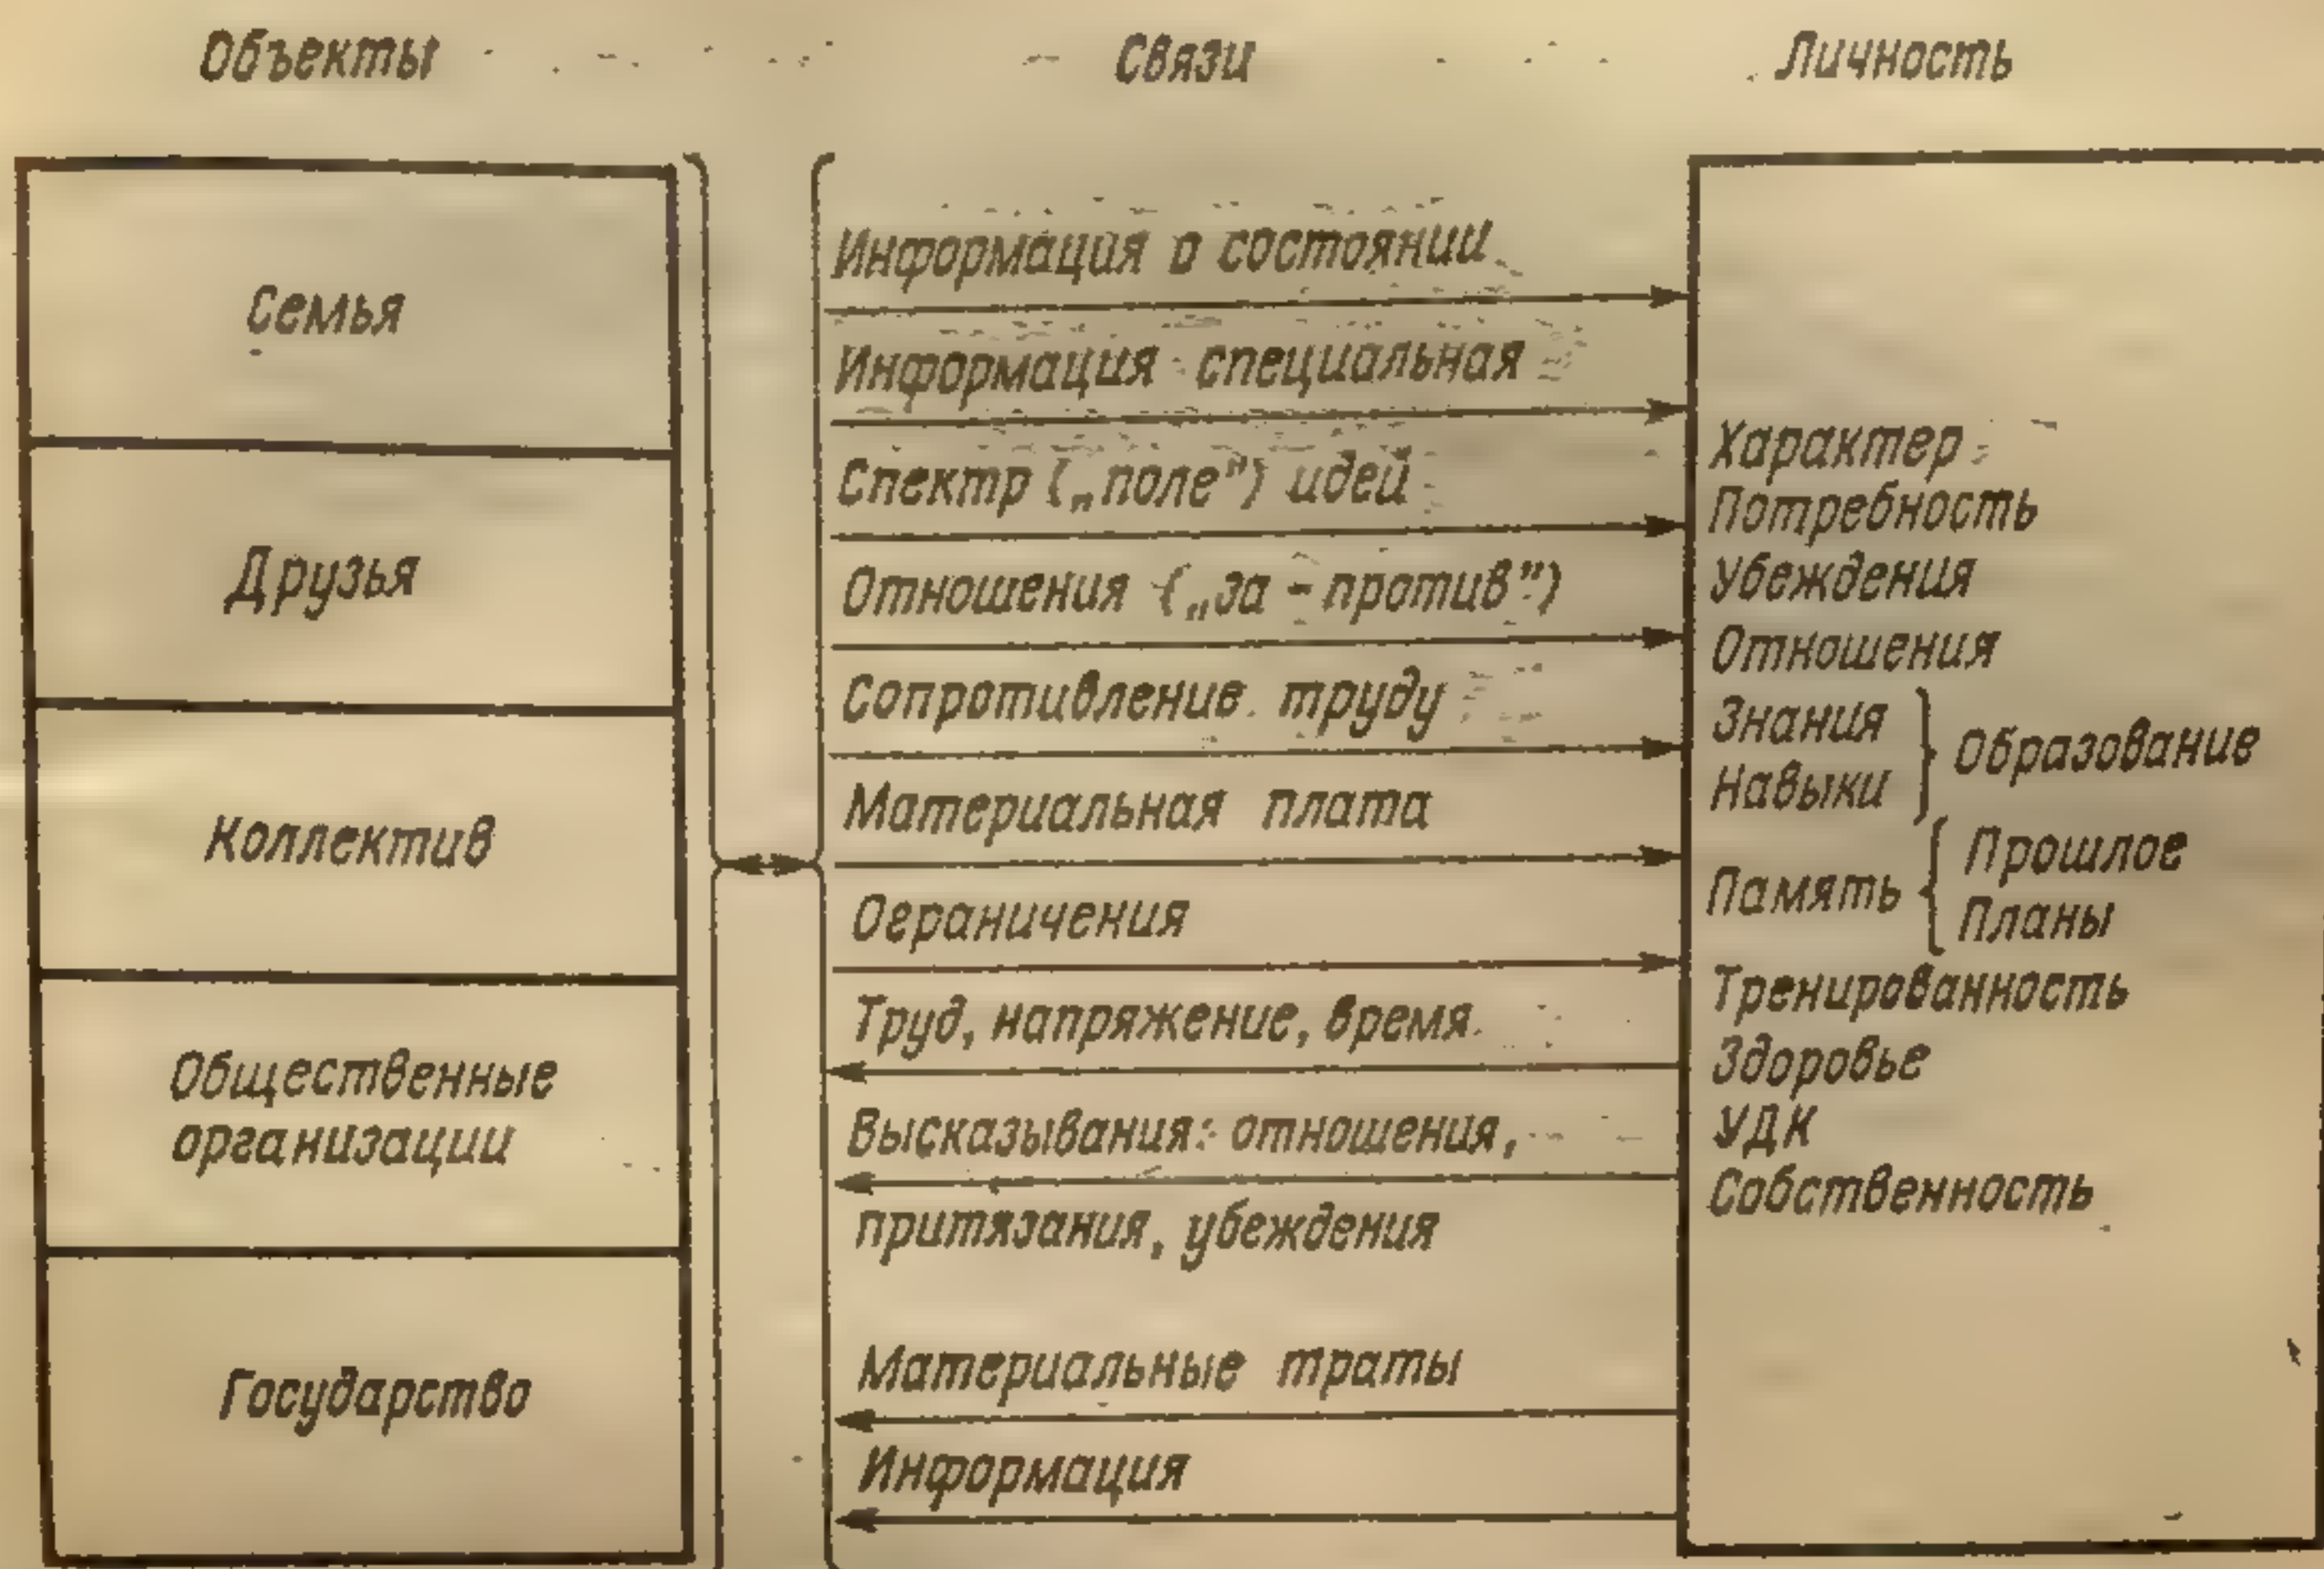 Объекты Связи Личность
Семья
Друзья
Коллектив
Общественные
организации
Государство
Информация о состоянии
Информация специальная
Спектр („поле”) идей
Отношения („за - против”)
Сопротивление труду
Материальная плата
Ограничения
Труд, напряжение, время
Высказывания: отношения,
притязания, убеждения
Материальные траты
Информация
Характер
Потребность
Убеждения
Отношения
Знания
Навыки
Образование
Память
Прошлое
Планы
Тренированность
Здоровье
УДК
Собственность